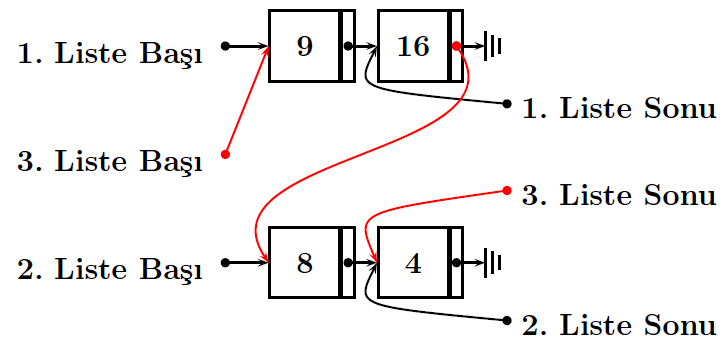 1. Liste Başı
9
16
1. Liste Sonu
3. Liste Başı
3. Liste Sonu
2. Liste Başı
8
4
2. Liste Sonu